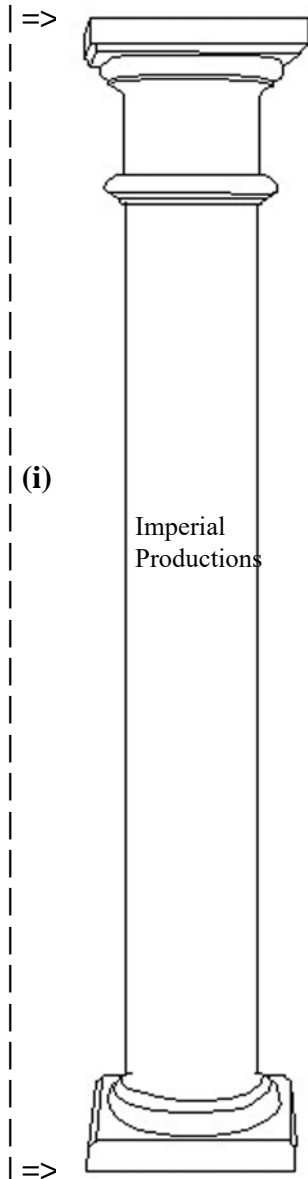 =>
(i)
Imperial
Productions
=>